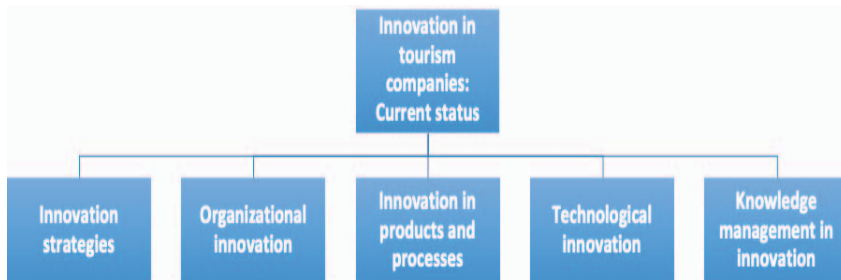 Innovation in
tourism
companies:
Current status
Innovation
strategies
Organizational
innovation
Innovation in
products and
processes
Technological
innovation
Knowledge
management in
innovation